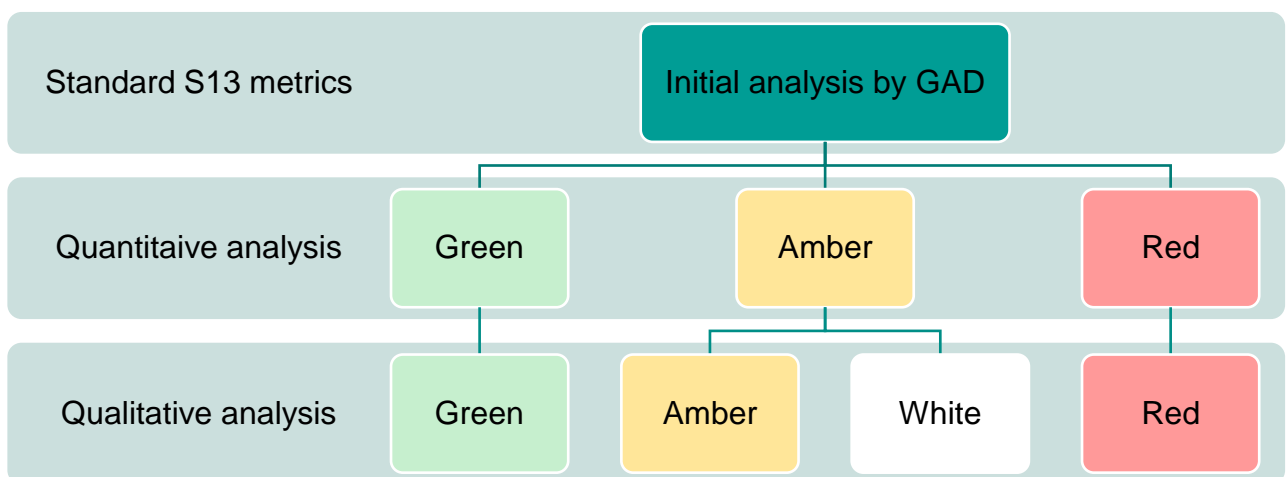 Standard S13 metrics
Initial analysis by GAD
Quantitaive analysis
Green
Amber
Red
Qualitative analysis
Green
Amber
White
Red